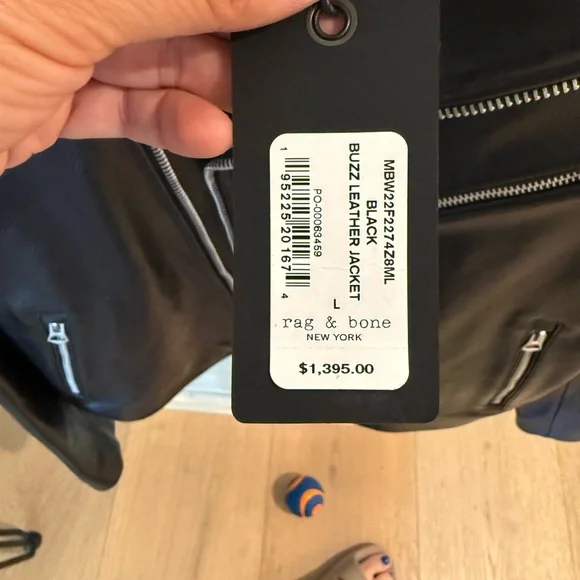 MBW22F2274Z8ML
BLACK
BUZZ LEATHER JACKET
PO-00063459
1 95225 20167 4
L
rag & bone
NEW YORK
$1,395.00